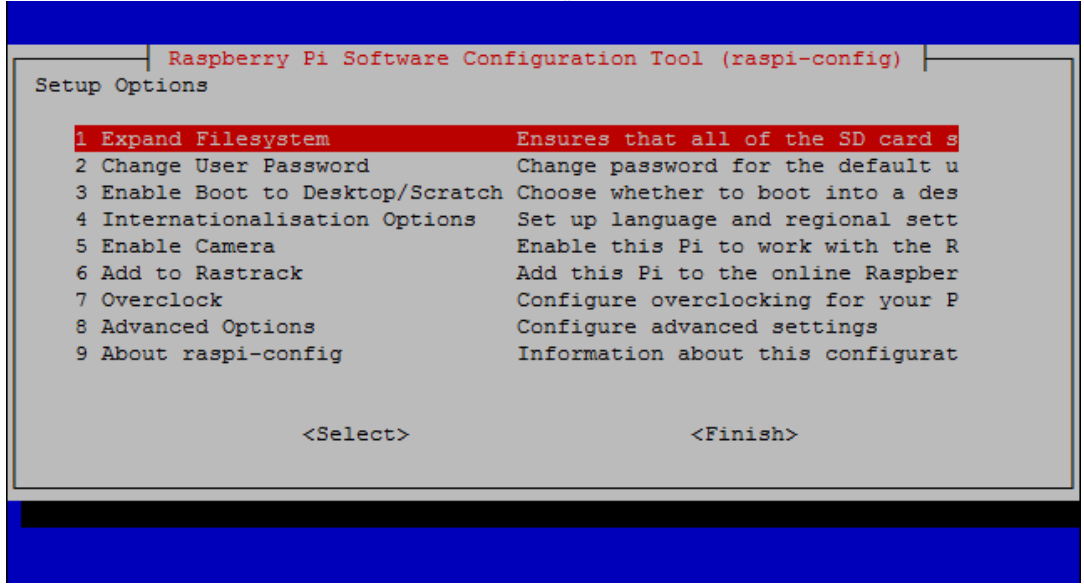 Raspberry Pi Software Configuration Tool (raspi-config)
Setup Options
1 Expand Filesystem Ensures that all of the SD card s
2 Change User Password Change password for the default u
3 Enable Boot to Desktop/Scratch Choose whether to boot into a des
4 Internationalisation Options Set up language and regional sett
5 Enable Camera Enable this Pi to work with the R
6 Add to Rastrack Add this Pi to the online Raspber
7 Overclock Configure overclocking for your P
8 Advanced Options Configure advanced settings
9 About raspi-config Information about this configurat
<Select> <Finish>